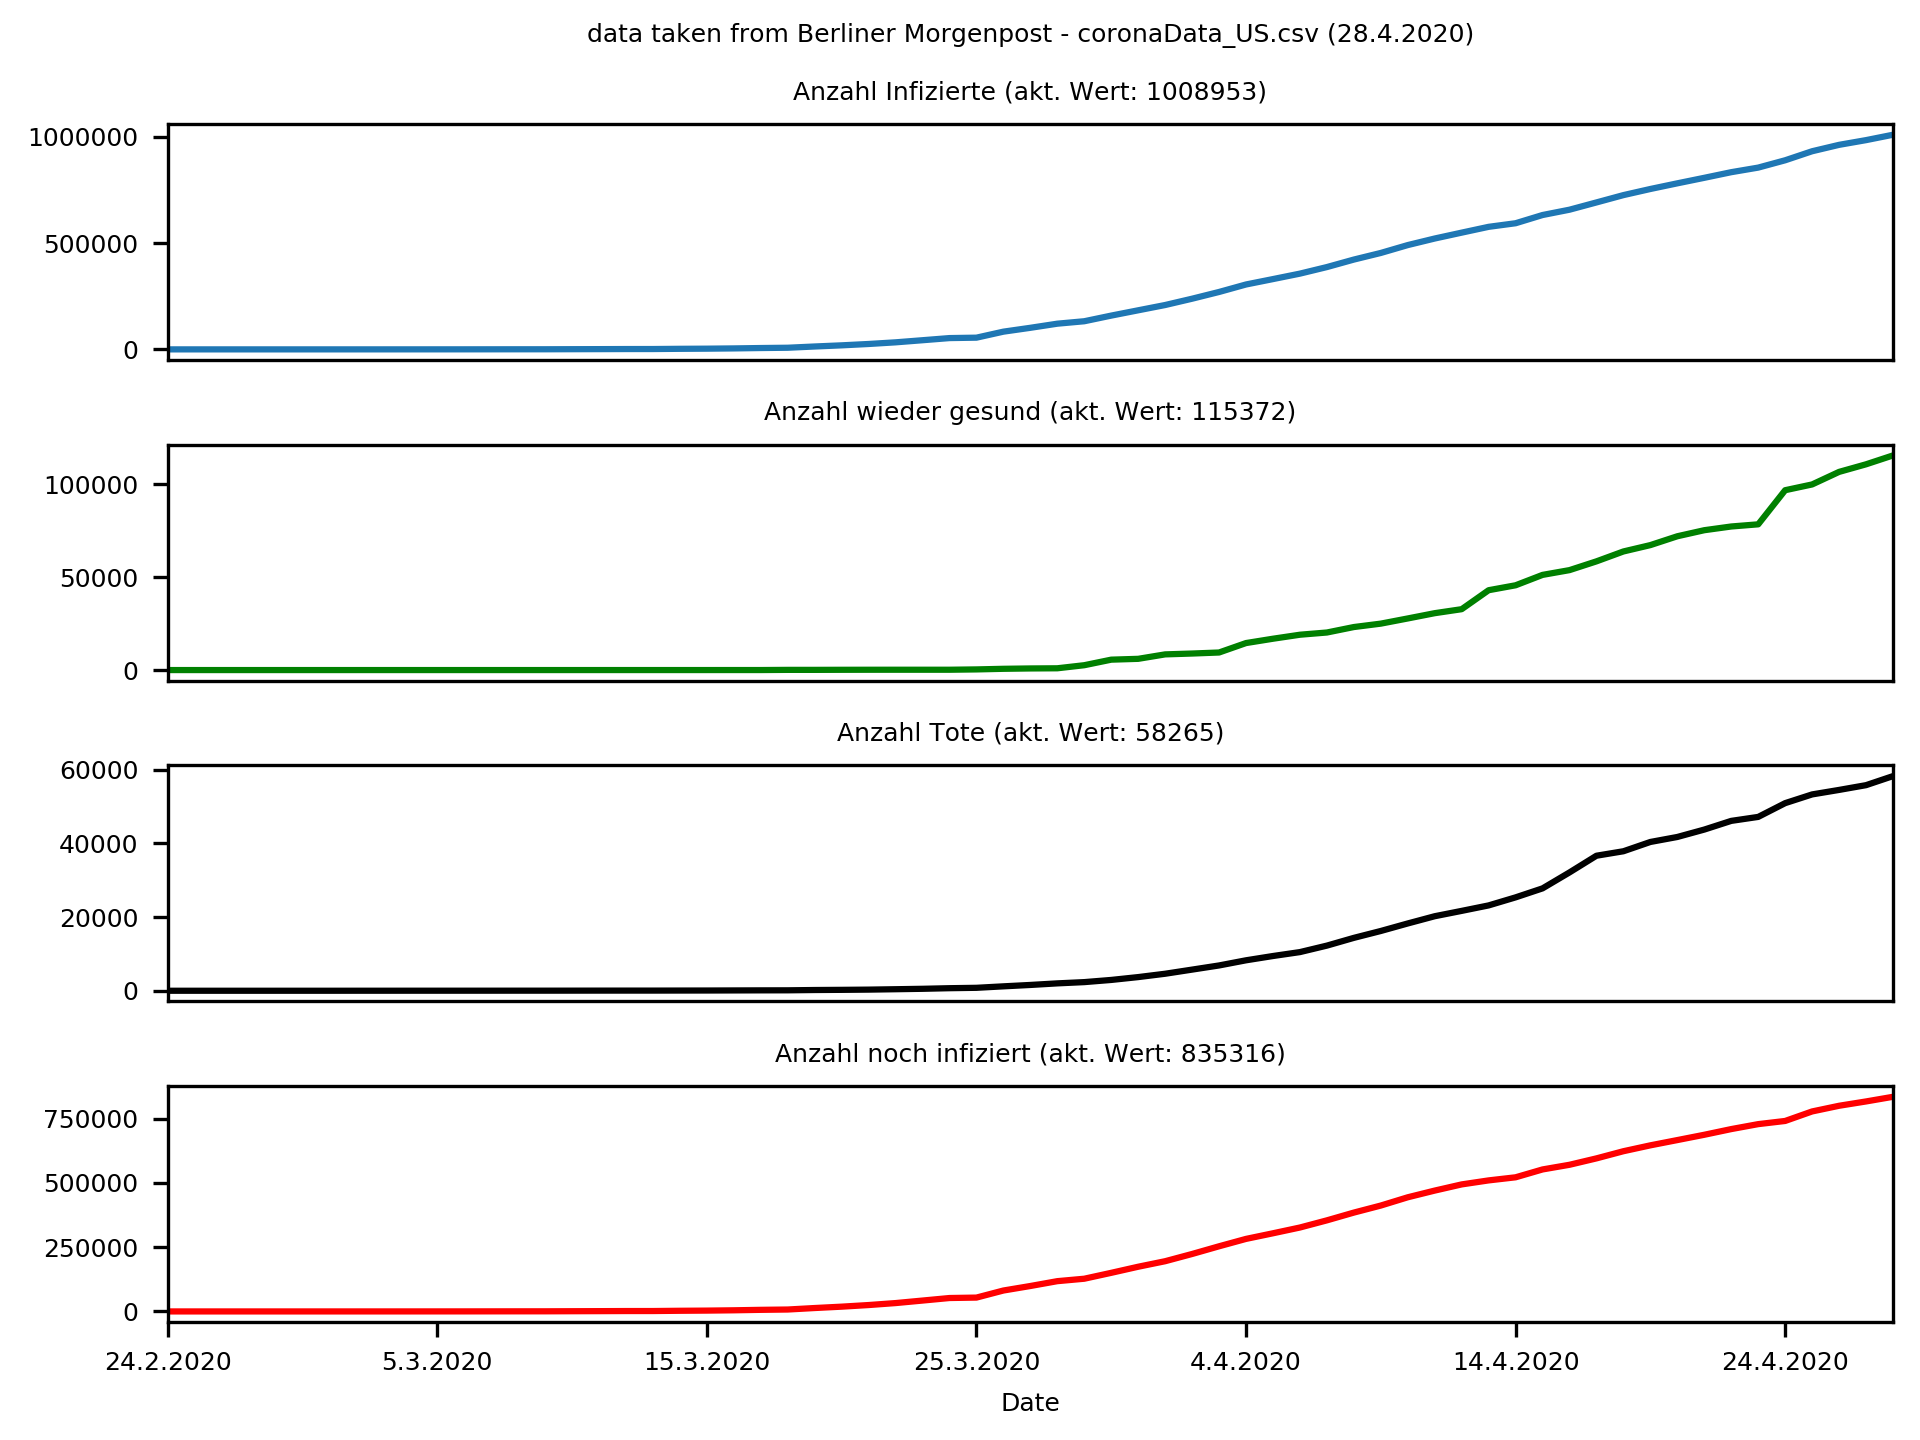 data taken from Berliner Morgenpost - coronaData_US.csv (28.4.2020)
Anzahl Infizierte (akt. Wert: 1008953)
1000000
500000
0
Anzahl wieder gesund (akt. Wert: 115372)
100000
50000
0
Anzahl Tote (akt. Wert: 58265)
60000
40000
20000
0
Anzahl noch infiziert (akt. Wert: 835316)
750000
500000
250000
0
24.2.2020 5.3.2020 15.3.2020 25.3.2020 4.4.2020 14.4.2020 24.4.2020
Date